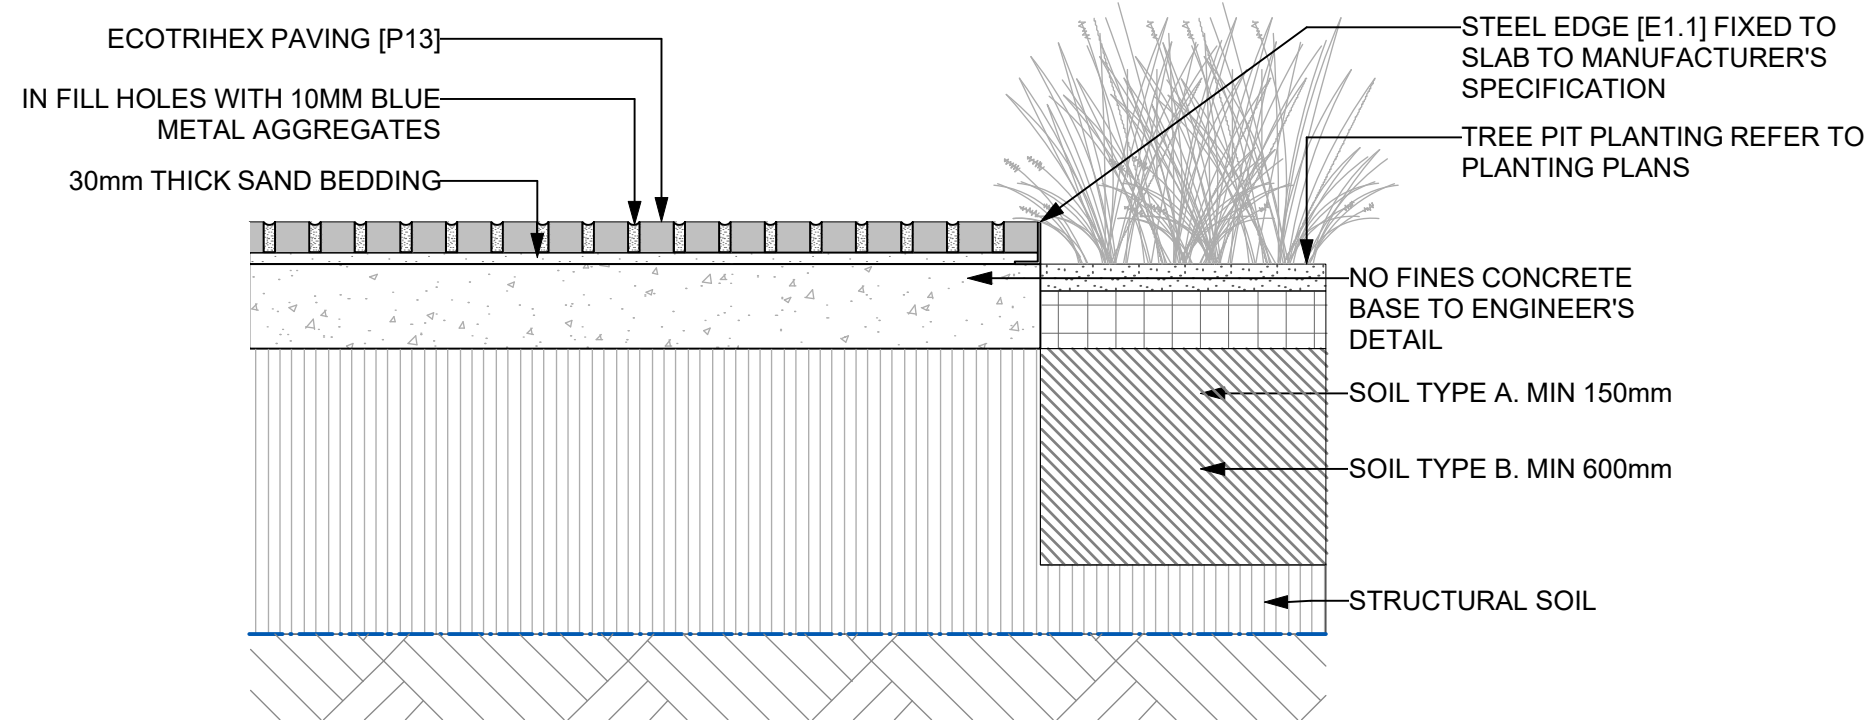 ECOTRIHEX PAVING [P13]
IN FILL HOLES WITH 10MM BLUE
METAL AGGREGATES
30mm THICK SAND BEDDING
STEEL EDGE [E1.1] FIXED TO
SLAB TO MANUFACTURER'S
SPECIFICATION
TREE PIT PLANTING REFER TO
PLANTING PLANS
NO FINES CONCRETE
BASE TO ENGINEER'S
DETAIL
SOIL TYPE A. MIN 150mm
SOIL TYPE B. MIN 600mm
STRUCTURAL SOIL